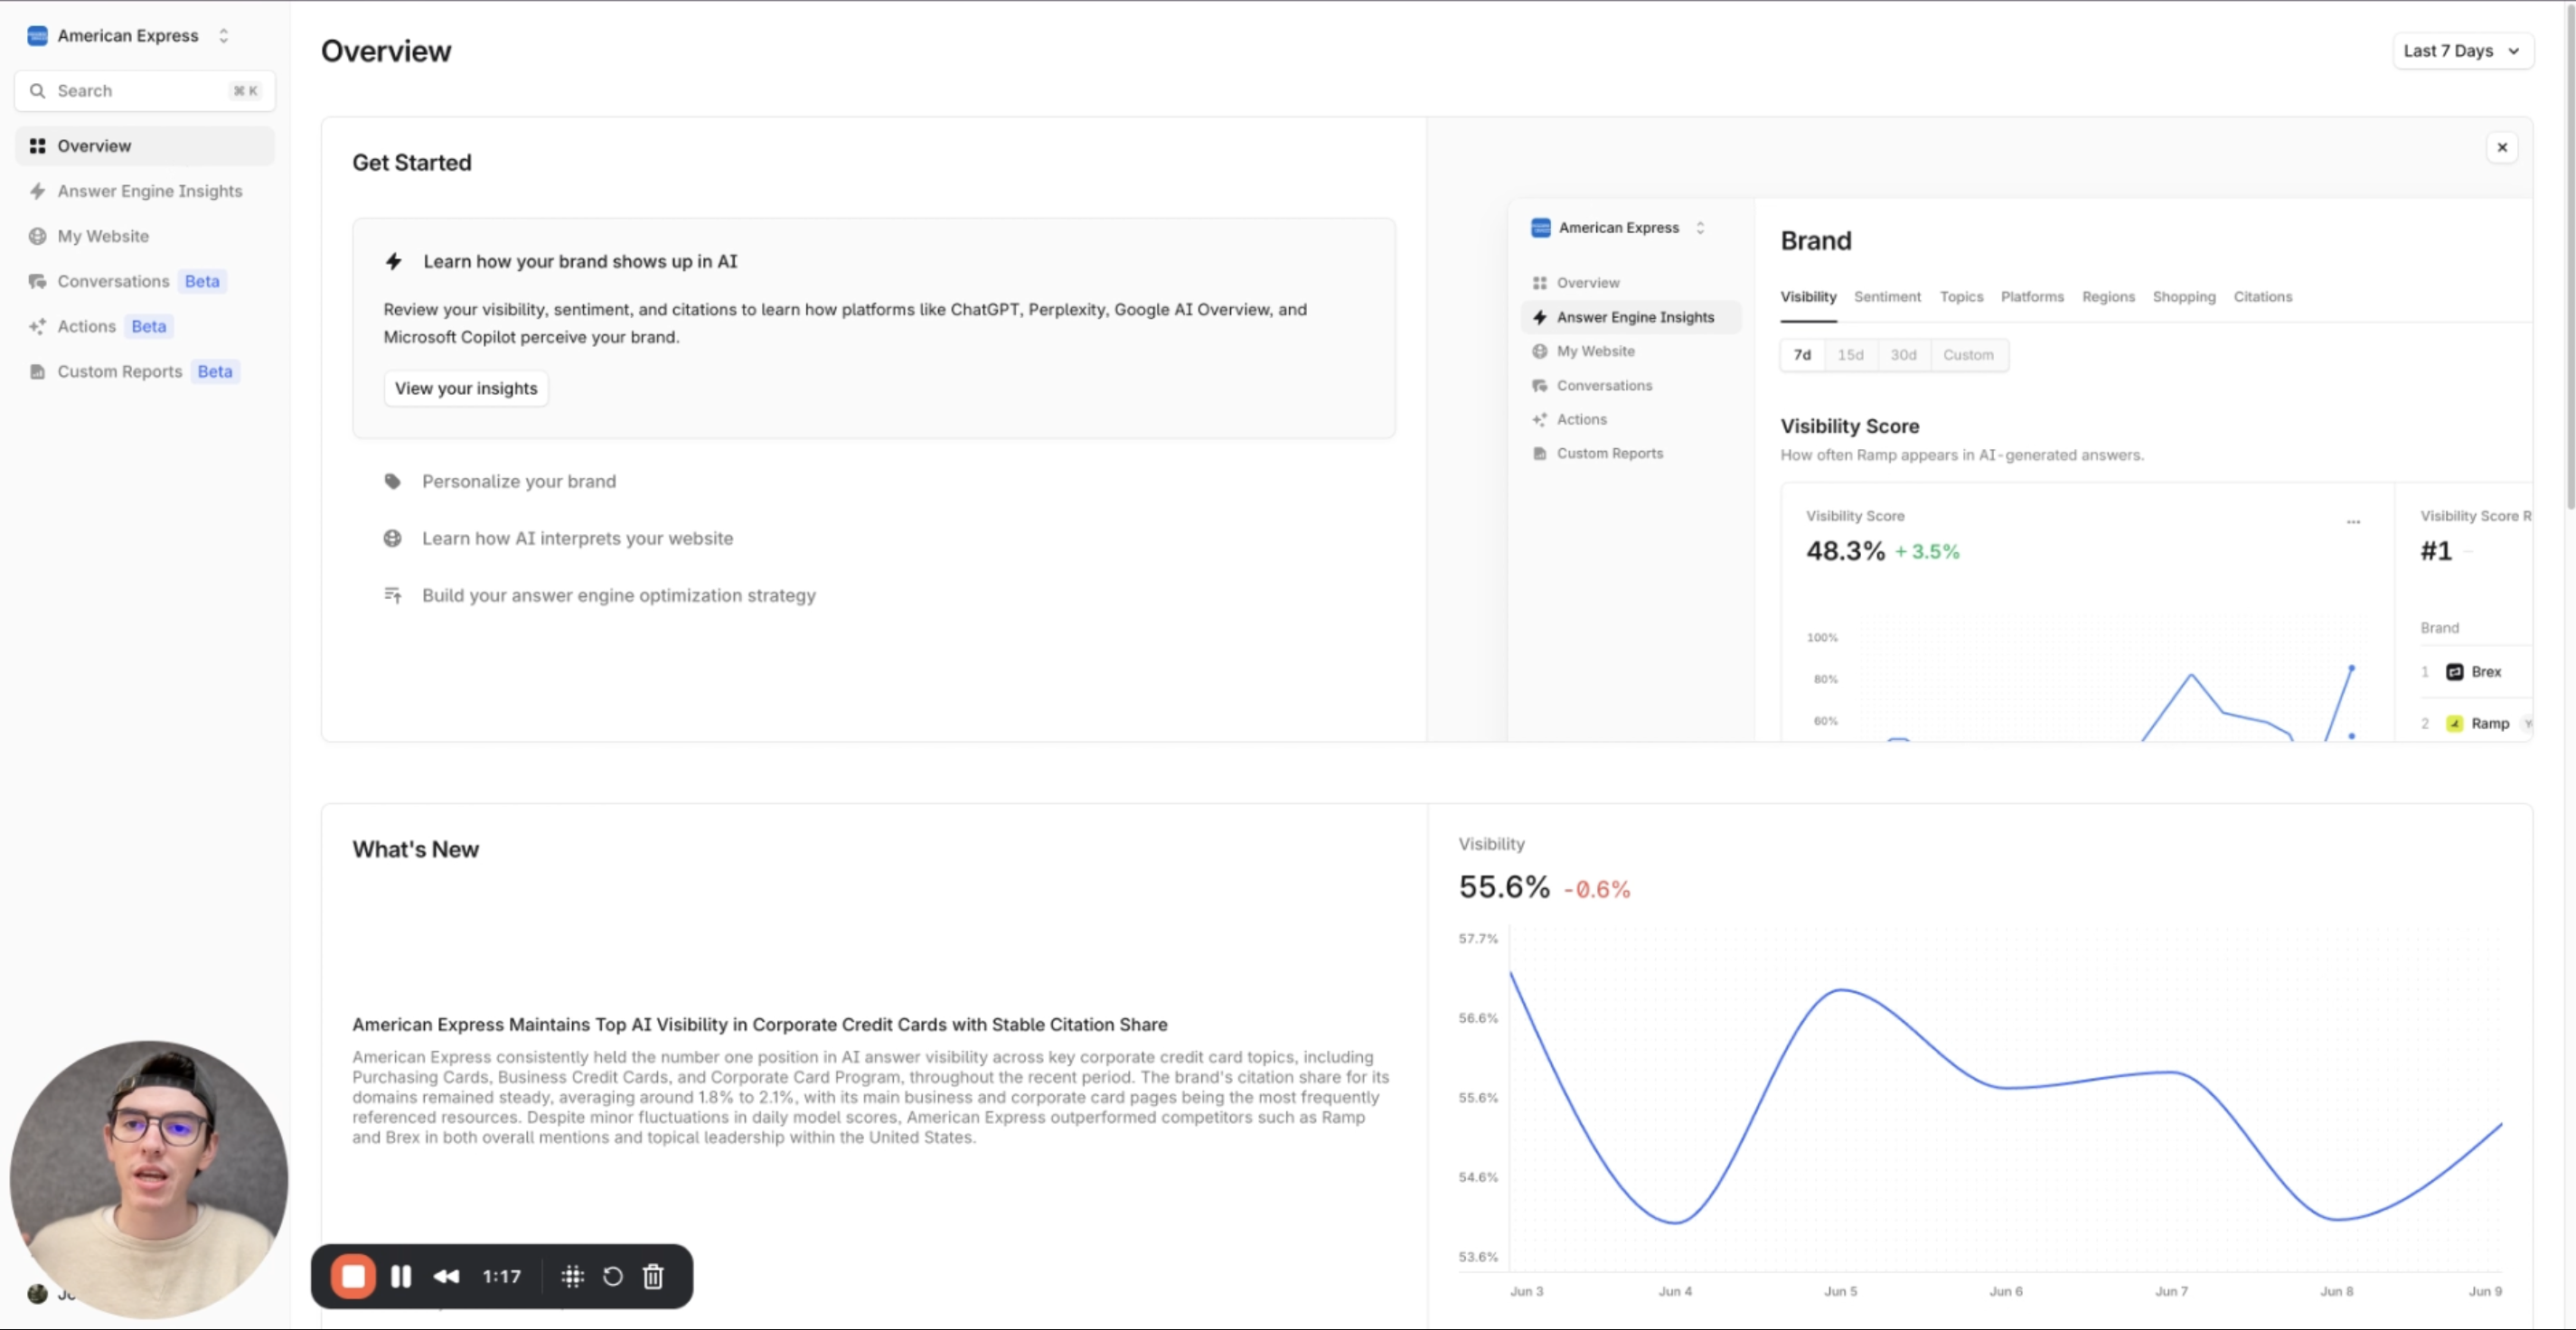 American Express
Search
⌘ K
Overview
Answer Engine Insights
My Website
Conversations Beta
Actions Beta
Custom Reports Beta
Overview
Last 7 Days
Get Started
Learn how your brand shows up in AI
Review your visibility, sentiment, and citations to learn how platforms like ChatGPT, Perplexity, Google AI Overview, and
Microsoft Copilot perceive your brand.
View your insights
Personalize your brand
Learn how AI interprets your website
Build your answer engine optimization strategy
American Express
Overview
Answer Engine Insights
My Website
Conversations
Actions
Custom Reports
Brand
Visibility Sentiment Topics Platforms Regions Shopping Citations
7d 15d 30d Custom
Visibility Score
How often Ramp appears in AI-generated answers.
Visibility Score
48.3% + 3.5%
100%
80%
60%
Visibility Score R
#1
Brand
1 Brex
2 Ramp
What's New
American Express Maintains Top AI Visibility in Corporate Credit Cards with Stable Citation Share
American Express consistently held the number one position in AI answer visibility across key corporate credit card topics, including
Purchasing Cards, Business Credit Cards, and Corporate Card Program, throughout the recent period. The brand's citation share for its
domains remained steady, averaging around 1.8% to 2.1%, with its main business and corporate card pages being the most frequently
referenced resources. Despite minor fluctuations in daily model scores, American Express outperformed competitors such as Ramp
and Brex in both overall mentions and topical leadership within the United States.
Visibility
55.6% -0.6%
57.7%
56.6%
55.6%
54.6%
53.6%
Jun 3 Jun 4 Jun 5 Jun 6 Jun 7 Jun 8 Jun 9
1:17